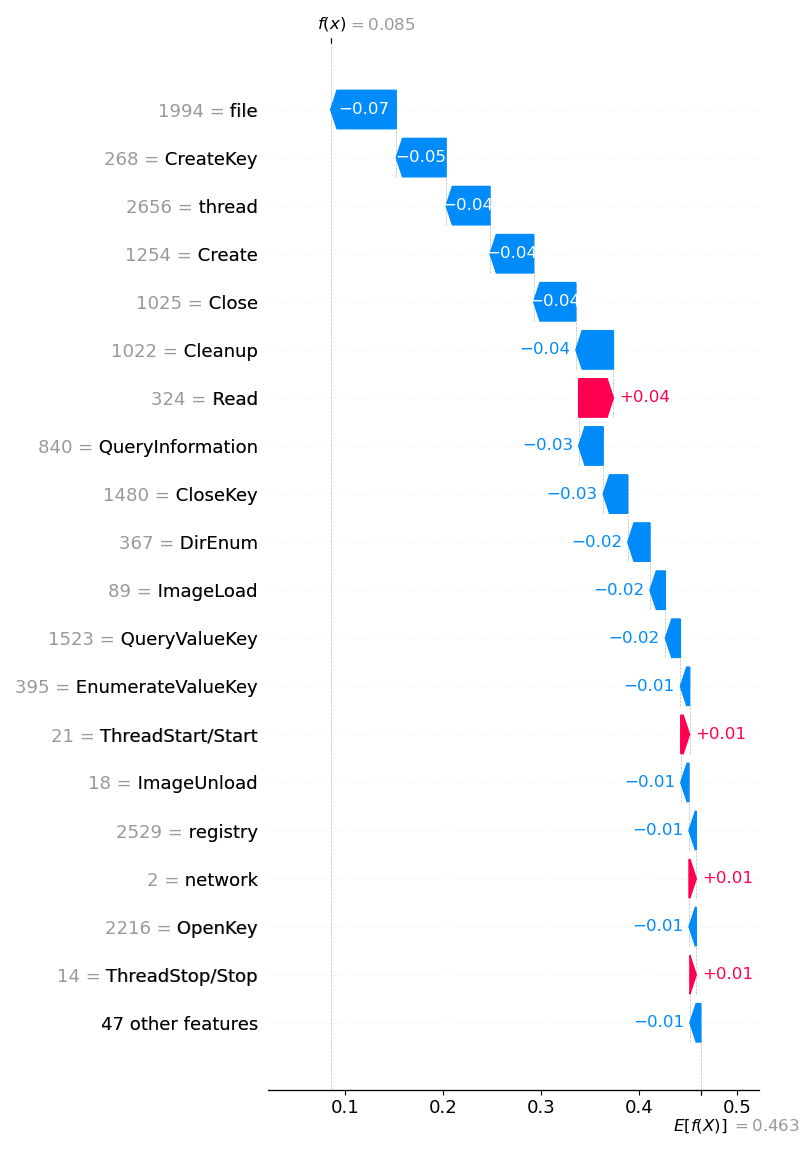 f(x) = 0.085
1994 = file −0.07
268 = CreateKey −0.05
2656 = thread −0.04
1254 = Create −0.04
1025 = Close −0.04
1022 = Cleanup −0.04
324 = Read +0.04
840 = QueryInformation −0.03
1480 = CloseKey −0.03
367 = DirEnum −0.02
89 = ImageLoad −0.02
1523 = QueryValueKey −0.02
395 = EnumerateValueKey −0.01
21 = ThreadStart/Start +0.01
18 = ImageUnload −0.01
2529 = registry −0.01
2 = network +0.01
2216 = OpenKey −0.01
14 = ThreadStop/Stop +0.01
47 other features −0.01
0.1 0.2 0.3 0.4 0.5
E[f(X)] = 0.463